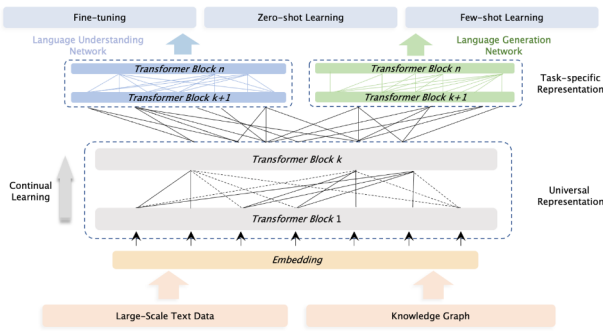 Fine-tuning
Zero-shot Learning
Few-shot Learning
Language Understanding
Network
Language Generation
Network
Transformer Block n
Transformer Block n
Transformer Block k+1
Transformer Block k+1
Task-specific
Representation
Transformer Block k
Continual
Learning
Universal
Representation
Transformer Block 1
Embedding
Large-Scale Text Data
Knowledge Graph